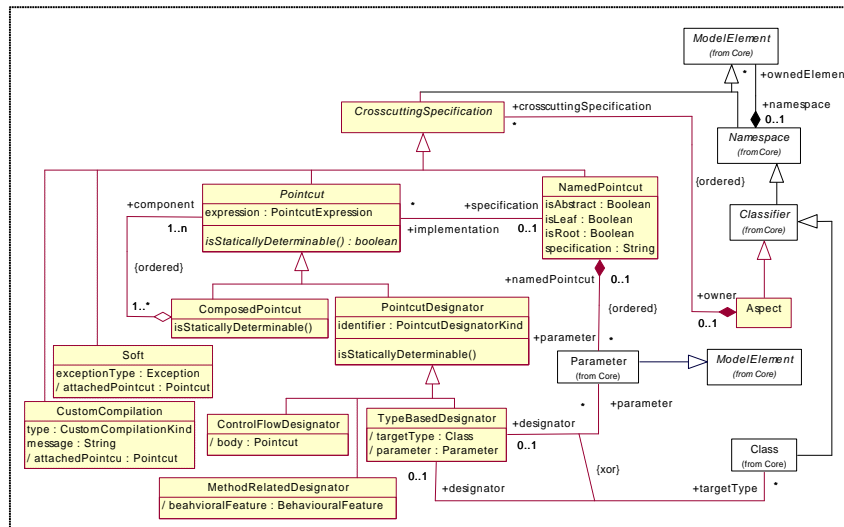 ModelElement
(from Core)
*
+ownedElement
+namespace
0..1
CrosscuttingSpecification
+crosscuttingSpecification
*
Namespace
(from Core)
{ordered}
Pointcut
expression : PointcutExpression
isStaticallyDeterminable() : boolean
+component
1..n
{ordered}
1..*
*
+specification
+implementation
0..1
NamedPointcut
isAbstract : Boolean
isLeaf : Boolean
isRoot : Boolean
specification : String
Classifier
(from Core)
+namedPointcut
0..1
{ordered}
+owner
0..1
Aspect
ComposedPointcut
isStaticallyDeterminable()
PointcutDesignator
identifier : PointcutDesignatorKind
isStaticallyDeterminable()
+parameter
*
Soft
exceptionType : Exception
/ attachedPointcut : Pointcut
Parameter
(from Core)
ModelElement
(from Core)
*
+parameter
CustomCompilation
type : CustomCompilationKind
message : String
/ attachedPointcu : Pointcut
ControlFlowDesignator
/ body : Pointcut
TypeBasedDesignator
/ targetType : Class
/ parameter : Parameter
+designator
0..1
Class
(from Core)
{xor}
0..1
+designator
+targetType
*
MethodRelatedDesignator
/ beahvioralFeature : BehaviouralFeature